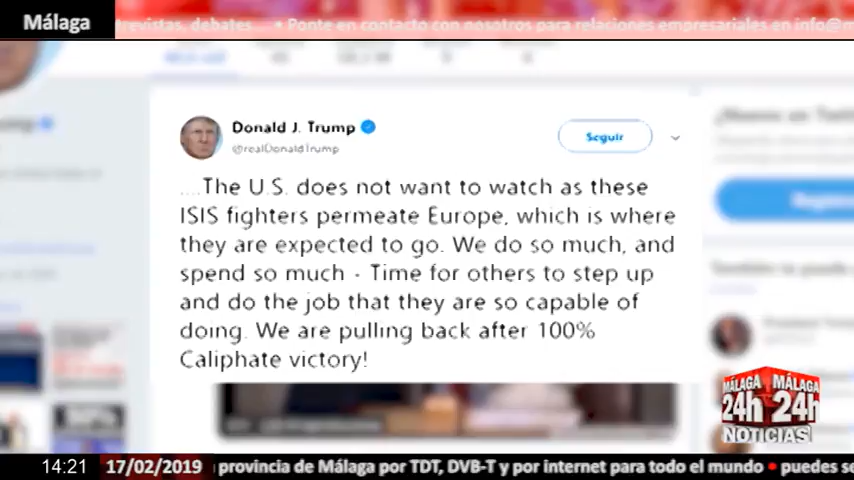 Málaga
trevistas, debates • Ponte en contacto con nosotros para relaciones empresariales en info@m
Donald J. Trump
@realDonaldTrump
Seguir
....The U.S. does not want to watch as these
ISIS fighters permeate Europe, which is where
they are expected to go. We do so much, and
spend so much - Time for others to step up
and do the job that they are so capable of
doing. We are pulling back after 100%
Caliphate victory!
MÁLAGA MÁLAGA
24h 24h
NOTICIAS
14:21 17/02/2019 provincia de Málaga por TDT, DVB-T y por internet para todo el mundo • puedes se